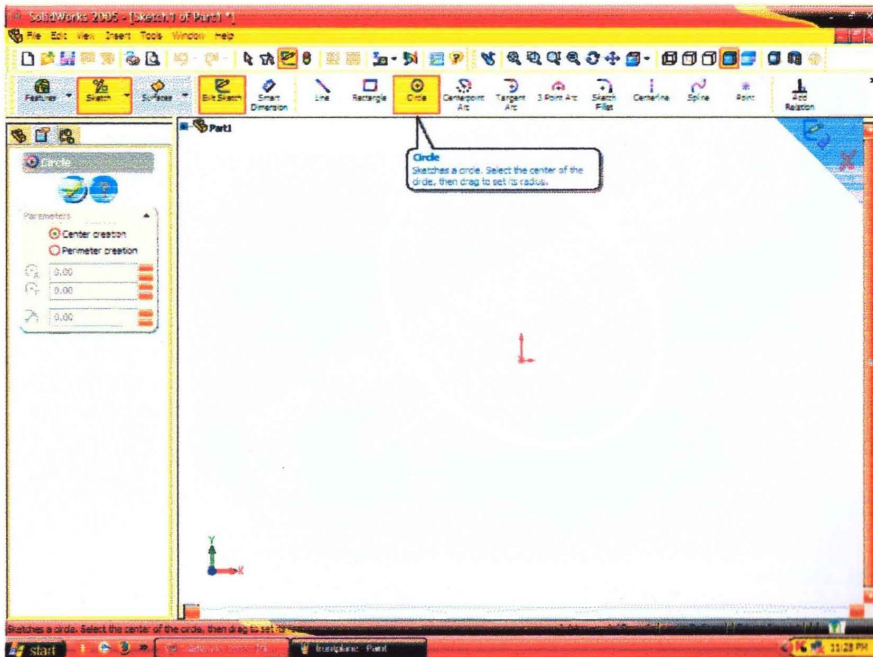 SolidWorks 2005 - [Sketch1 of Part1 *]
File Edit View Insert Tools Window Help
Features Sketch Surfaces Exit Sketch Smart Dimension Line Rectangle Circle Centerpoint Arc Tangent Arc 3 Point Arc Sketch Fillet Centerline Spline Point Add Relation
Part1
Circle
Circle
Sketches a circle. Select the center of the
circle, then drag to set its radius.
Parameters
Center creation
Perimeter creation
0.00
0.00
0.00
Y
X
Sketches a circle. Select the center of the circle, then drag to set its
start
frontplane - Paint
11:28 PM